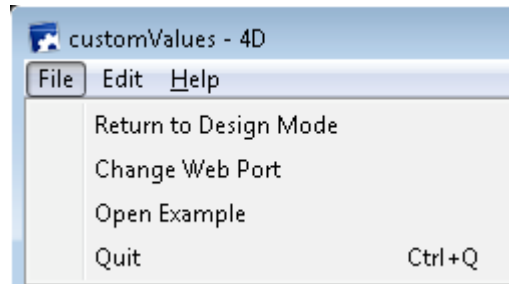 customValues - 4D
File Edit Help
Return to Design Mode
Change Web Port
Open Example
Quit Ctrl+Q